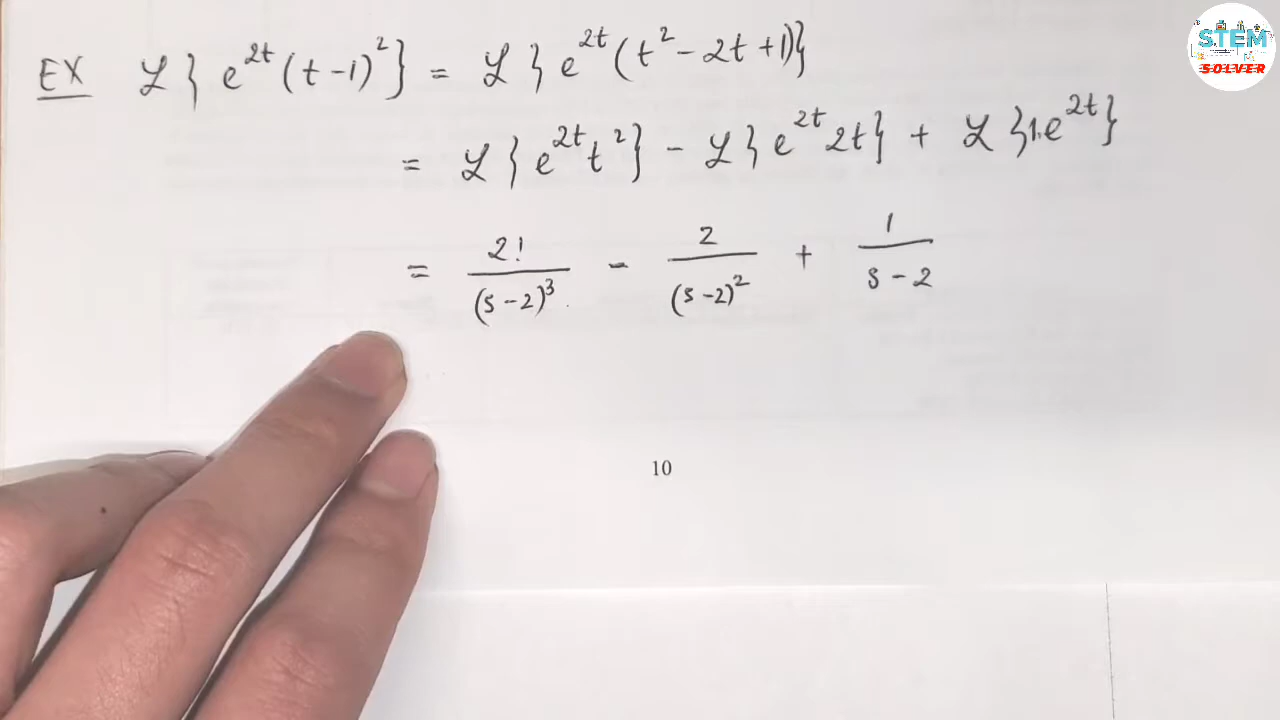 STEM
SOLVER
EX ℒ{e^{2t}(t-1)^2} = ℒ{e^{2t}(t^2-2t+1)}
= ℒ{e^{2t}t^2} - ℒ{e^{2t}2t} + ℒ{1.e^{2t}}
= 2!/(s-2)^3 - 2/(s-2)^2 + 1/(s-2)
10